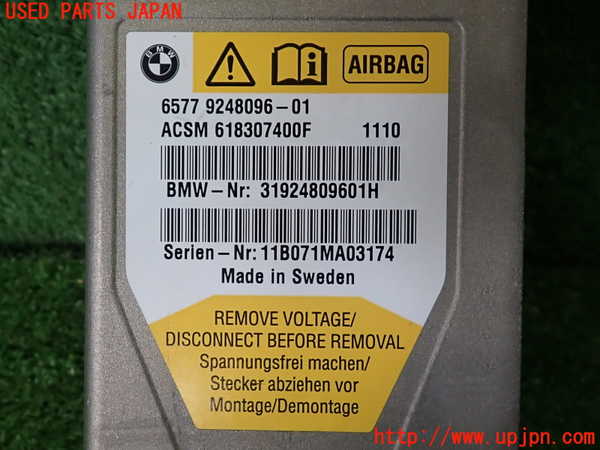 USED PARTS JAPAN
BMW
AIRBAG
6577 9248096-01
ACSM 618307400F 1110
BMW-Nr: 31924809601H
Serien-Nr: 11B071MA03174
Made in Sweden
REMOVE VOLTAGE/
DISCONNECT BEFORE REMOVAL
Spannungsfrei machen/
Stecker abziehen vor
Montage/Demontage
http://www.upjpn.com/